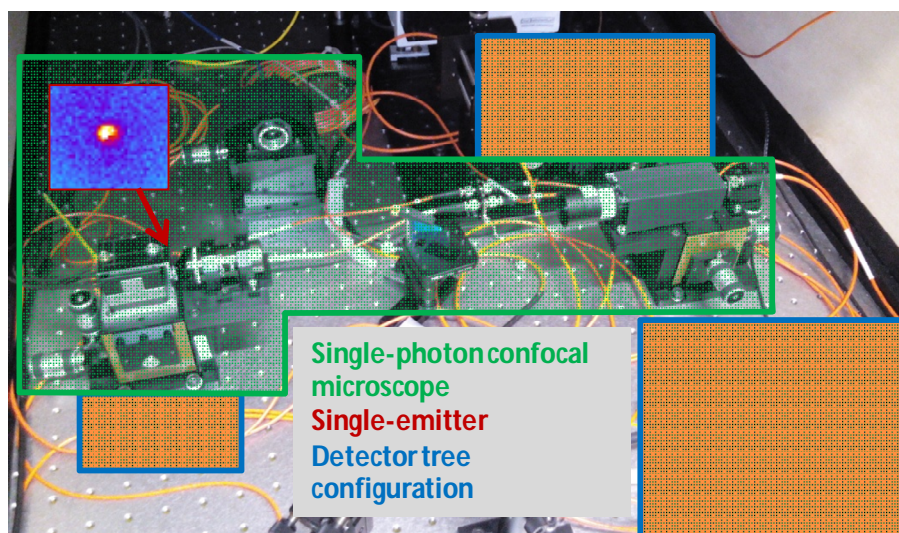 Single-photon confocal
microscope
Single-emitter
Detector tree
configuration